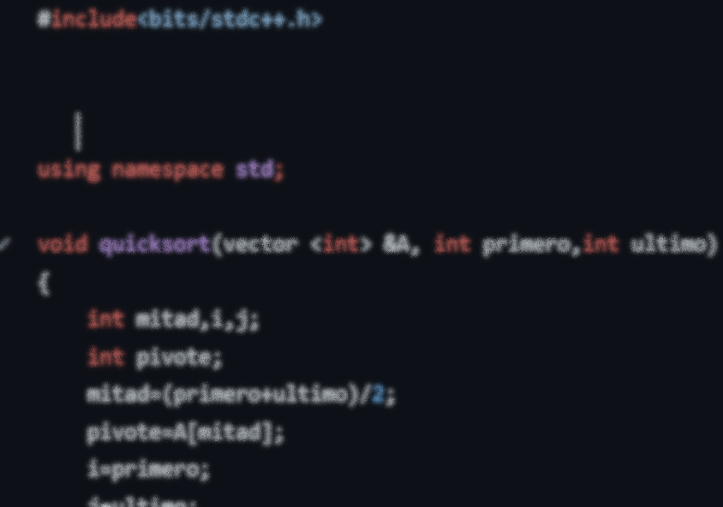 #include<bits/stdc++.h>
using namespace std;
void quicksort(vector <int> &A, int primero,int ultimo)
{
int mitad,i,j;
int pivote;
mitad=(primero+ultimo)/2;
pivote=A[mitad];
i=primero;
j=ultimo;